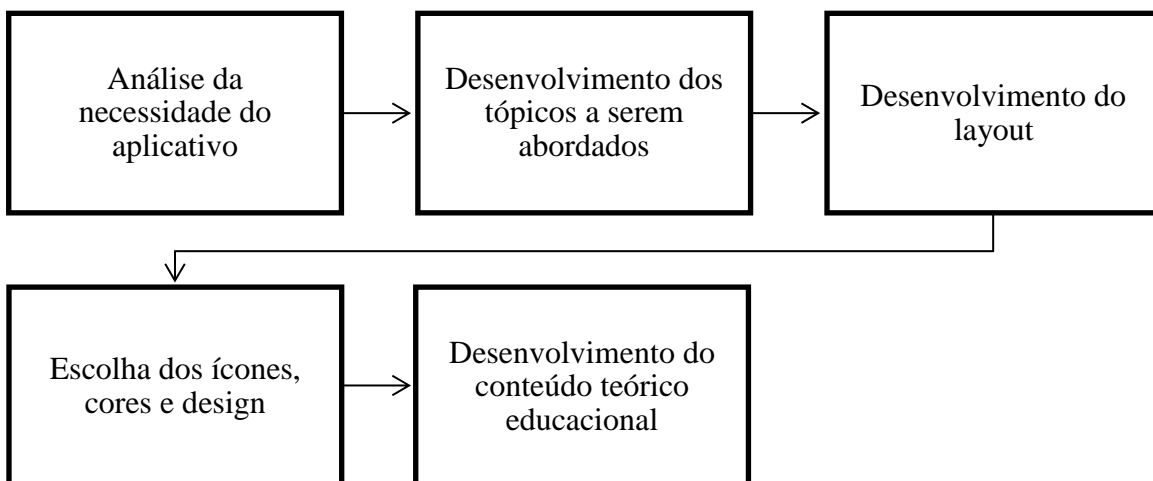 Análise da
necessidade do
aplicativo
Desenvolvimento dos
tópicos a serem
abordados
Desenvolvimento do
layout
Escolha dos ícones,
cores e design
Desenvolvimento do
conteúdo teórico
educacional